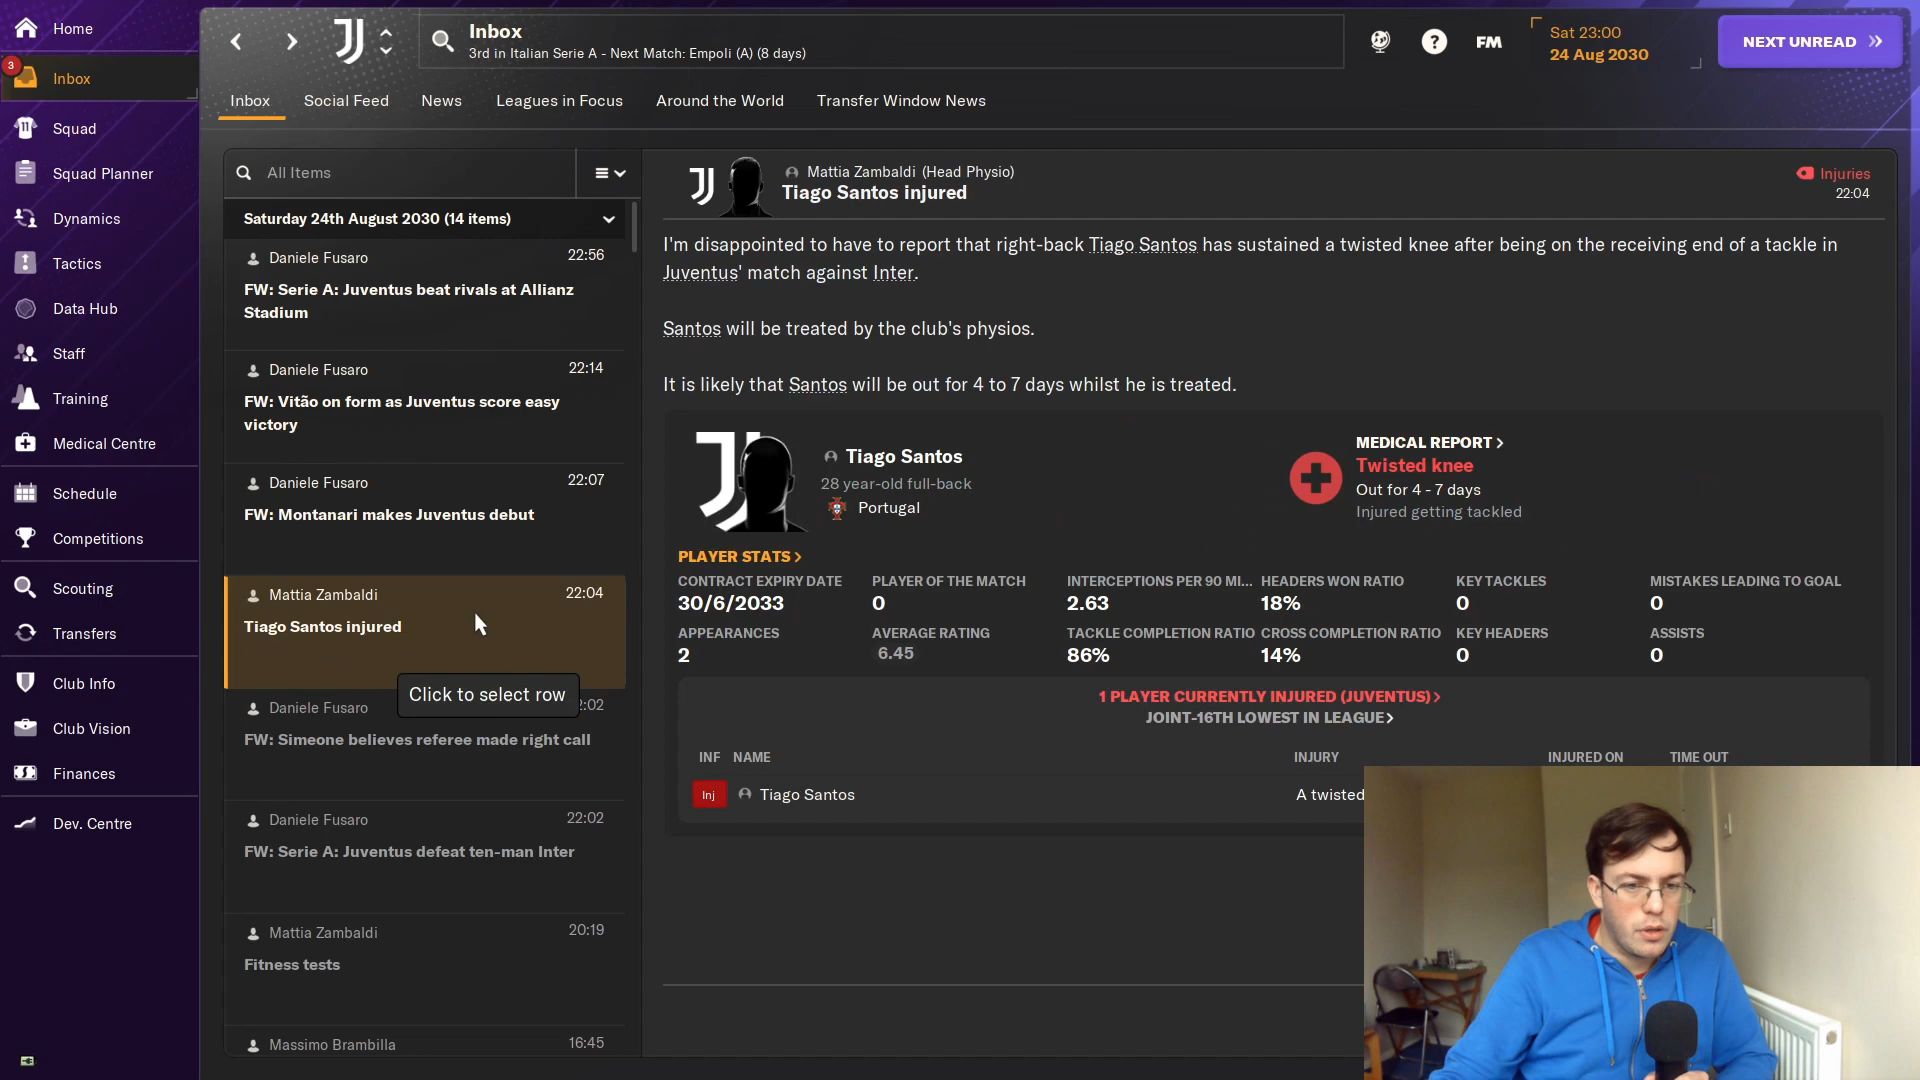 Home
3
Inbox
Squad
Squad Planner
Dynamics
Tactics
Data Hub
Staff
Training
Medical Centre
Schedule
Competitions
Scouting
Transfers
Club Info
Club Vision
Finances
Dev. Centre
Inbox
3rd in Italian Serie A - Next Match: Empoli (A) (8 days)
?
FM
Sat 23:00
24 Aug 2030
NEXT UNREAD
Inbox
Social Feed
News
Leagues in Focus
Around the World
Transfer Window News
All Items
Saturday 24th August 2030 (14 items)
Daniele Fusaro 22:56
FW: Serie A: Juventus beat rivals at Allianz
Stadium
Daniele Fusaro 22:14
FW: Vitão on form as Juventus score easy
victory
Daniele Fusaro 22:07
FW: Montanari makes Juventus debut
Mattia Zambaldi 22:04
Tiago Santos injured
Click to select row
Daniele Fusaro :02
FW: Simeone believes referee made right call
Daniele Fusaro 22:02
FW: Serie A: Juventus defeat ten-man Inter
Mattia Zambaldi 20:19
Fitness tests
Massimo Brambilla 16:45
Mattia Zambaldi (Head Physio)
Tiago Santos injured
Injuries
22:04
I'm disappointed to have to report that right-back Tiago Santos has sustained a twisted knee after being on the receiving end of a tackle in
Juventus' match against Inter.
Santos will be treated by the club's physios.
It is likely that Santos will be out for 4 to 7 days whilst he is treated.
Tiago Santos
28 year-old full-back
Portugal
MEDICAL REPORT >
Twisted knee
Out for 4 - 7 days
Injured getting tackled
PLAYER STATS >
CONTRACT EXPIRY DATE PLAYER OF THE MATCH INTERCEPTIONS PER 90 MI... HEADERS WON RATIO KEY TACKLES MISTAKES LEADING TO GOAL
30/6/2033 0 2.63 18% 0 0
APPEARANCES AVERAGE RATING TACKLE COMPLETION RATIO CROSS COMPLETION RATIO KEY HEADERS ASSISTS
2 6.45 86% 14% 0 0
1 PLAYER CURRENTLY INJURED (JUVENTUS) >
JOINT-16TH LOWEST IN LEAGUE >
INF NAME INJURY INJURED ON TIME OUT
Inj Tiago Santos A twisted